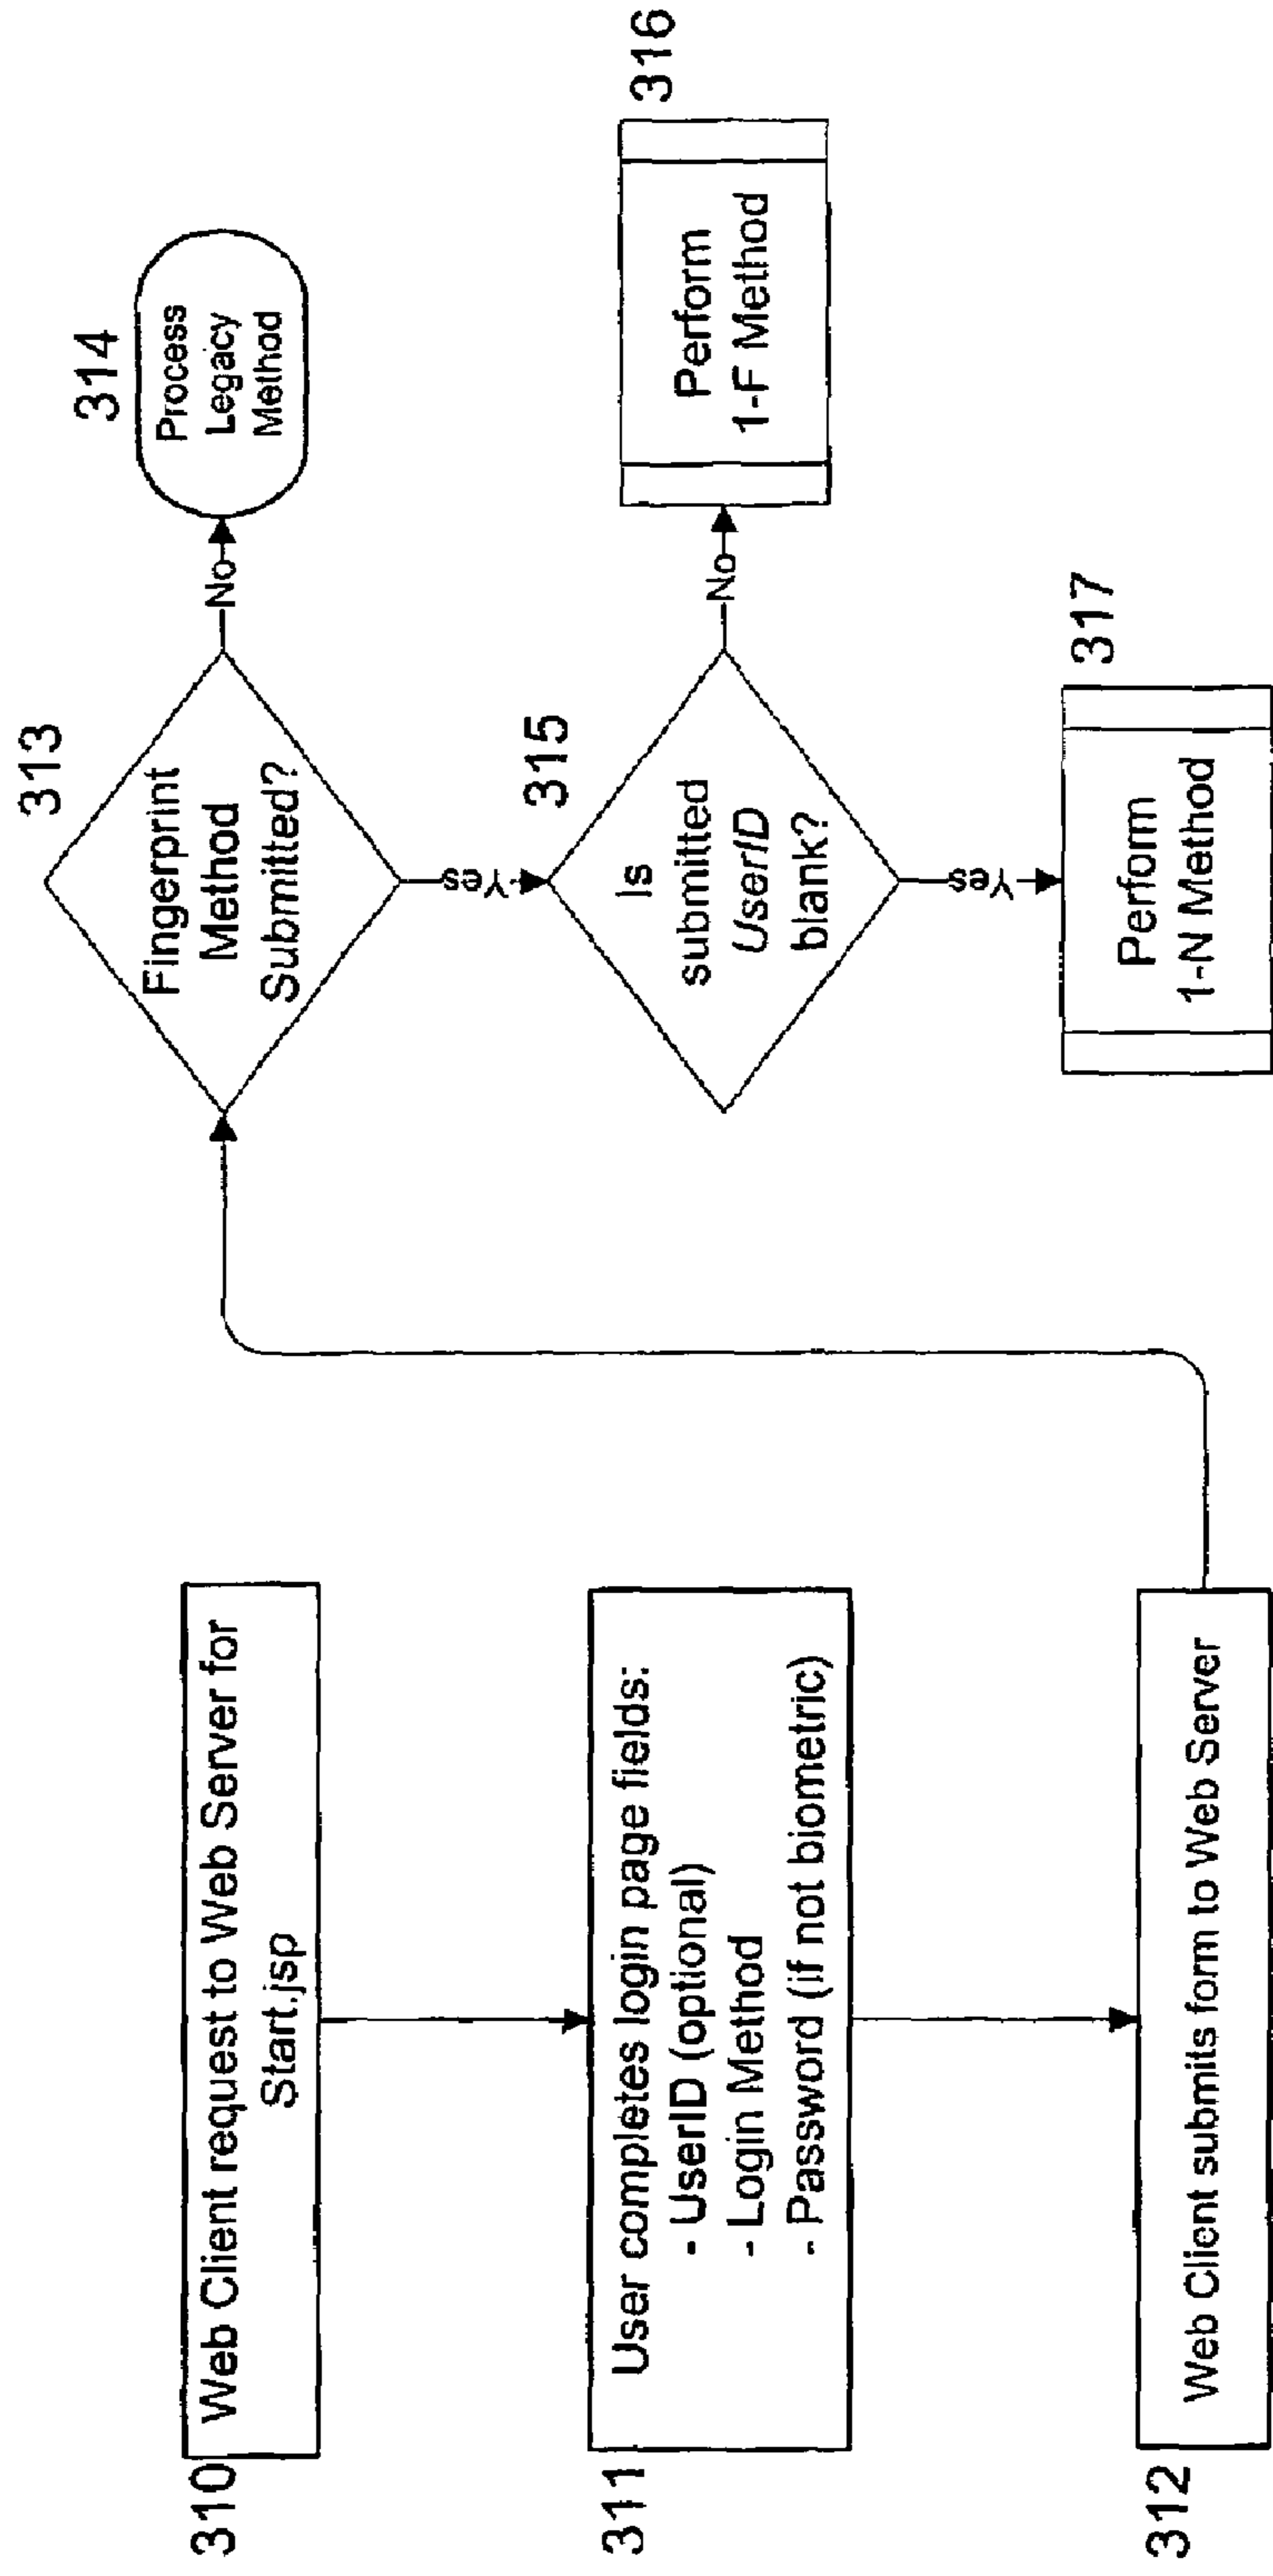 310
Web Client request to Web Server for
Start.jsp
311
User completes login page fields:
- UserID (optional)
- Login Method
- Password (if not biometric)
312
Web Client submits form to Web Server
313
Fingerprint
Method
Submitted?
No
314
Process
Legacy
Method
Yes
315
Is
submitted
UserID
blank?
No
316
Perform
1-F Method
Yes
317
Perform
1-N Method